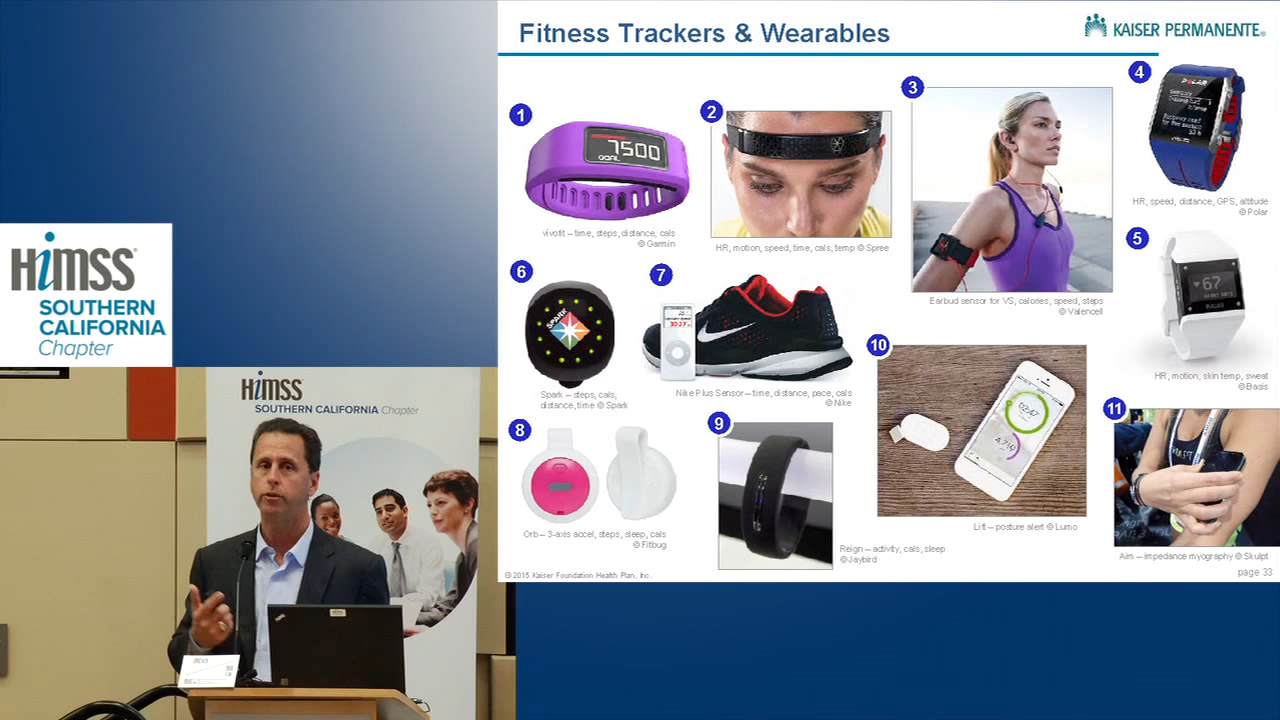 Fitness Trackers & Wearables
KAISER PERMANENTE®
1
7500
GOAL
vivofit – time, steps, distance, cals
© Garmin
2
HR, motion, speed, time, cals, temp © Spree
3
Earbud sensor for VS, calories, speed, steps
© Valencell
4
POLAR
HR, speed, distance, GPS, altitude
© Polar
5
67
HR, motion, skin temp, sweat
© Basis
6
SPARK
Spark – steps, cals,
distance, time © Spark
7
Nike Plus Sensor – time, distance, pace, cals
© Nike
8
Orb – 3-axis accel, steps, sleep, cals
© Fitbug
9
Reign – activity, cals, sleep
© Jaybird
10
Lift – posture alert © Lumo
11
Aim – impedance myography © Skulpt
© 2015 Kaiser Foundation Health Plan, Inc.
page 33
HiMSS®
SOUTHERN
CALIFORNIA
Chapter
HiMSS
SOUTHERN CALIFORNIA Chapter